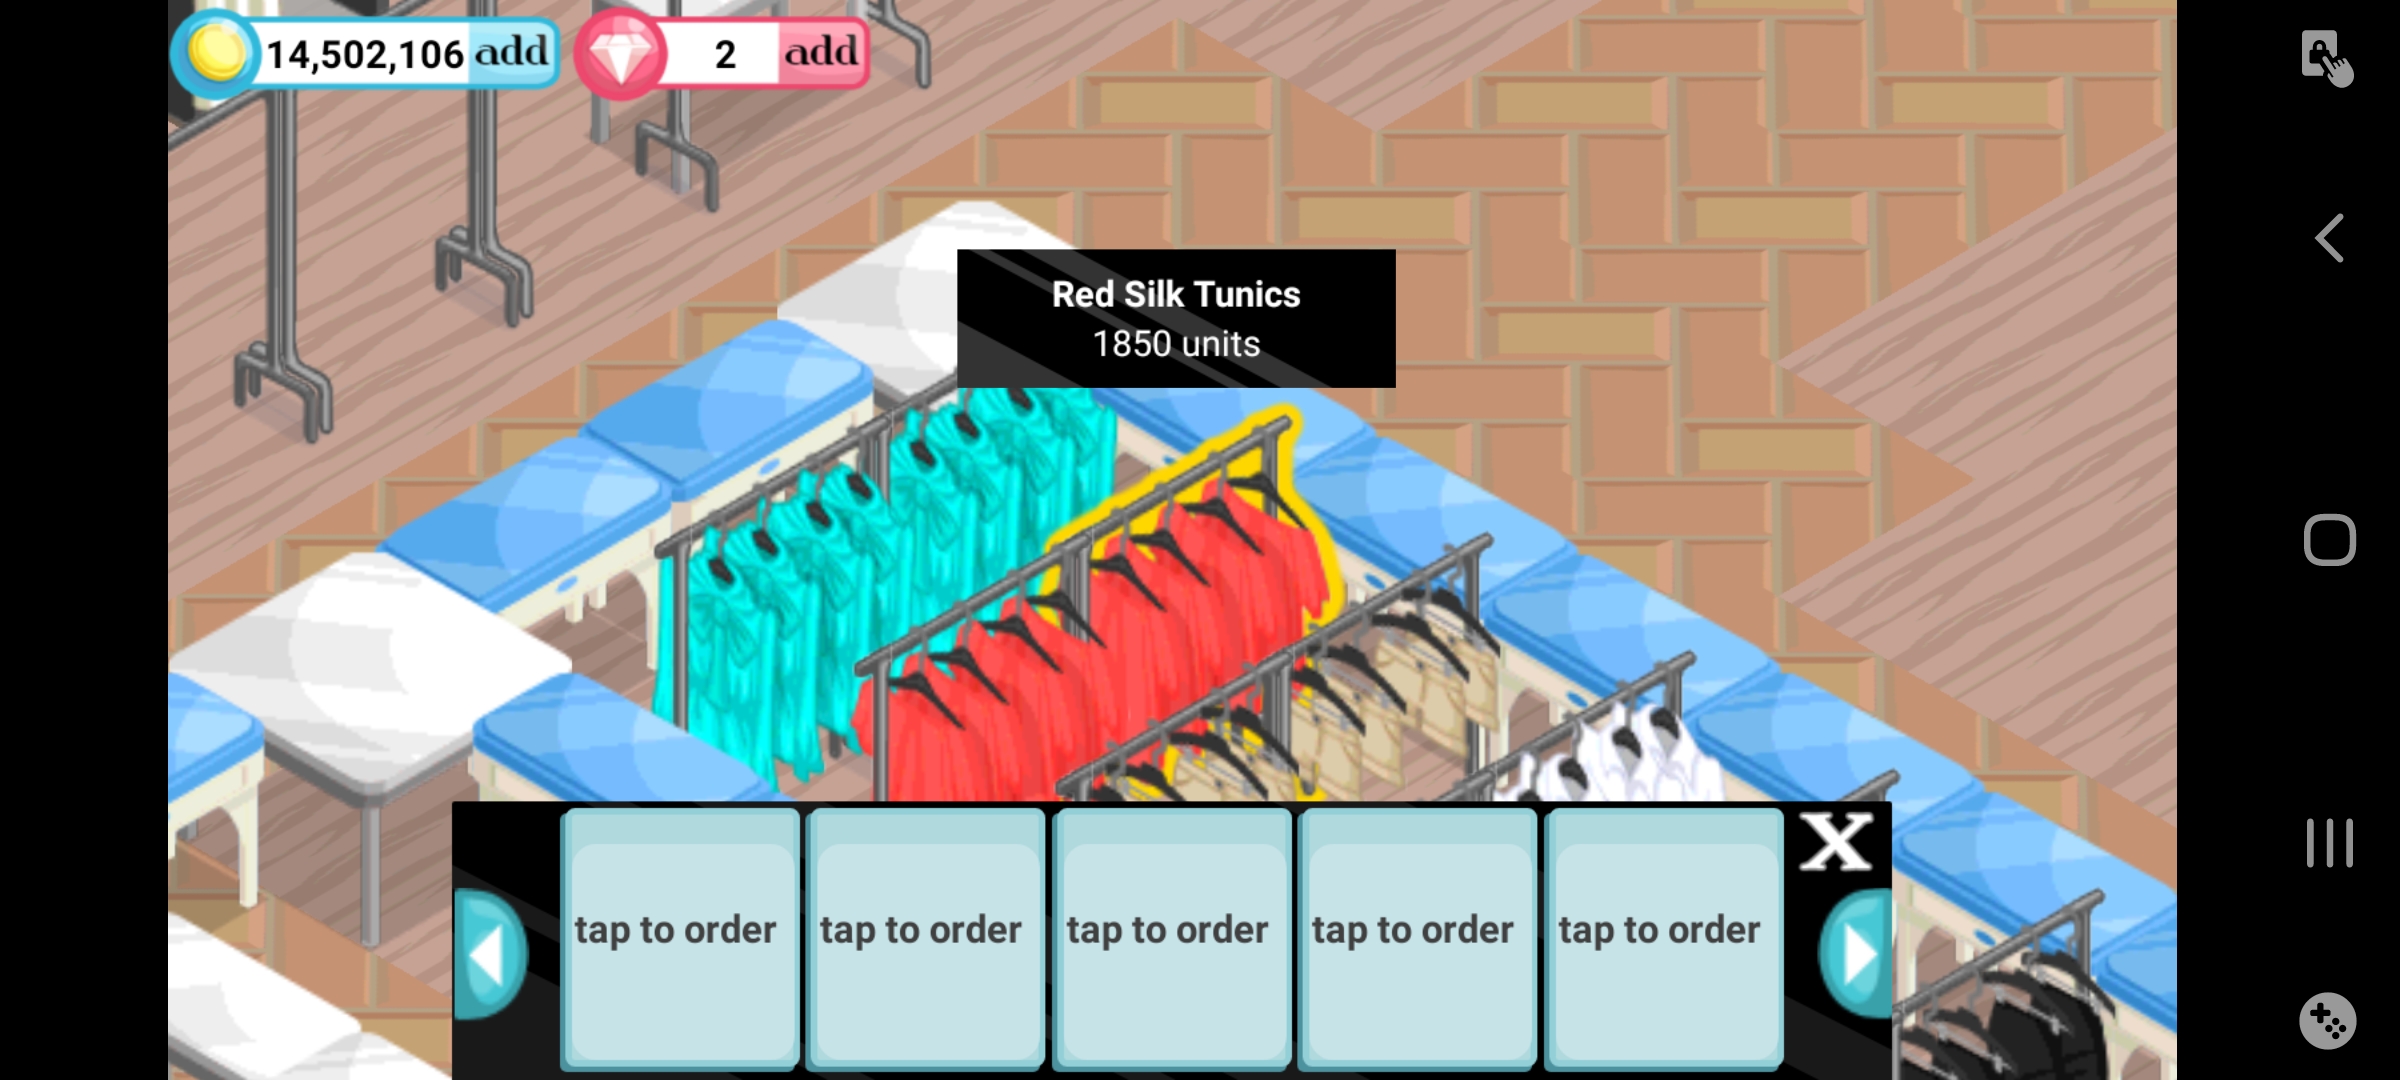 14,502,106 add
2 add
Red Silk Tunics
1850 units
X
tap to order
tap to order
tap to order
tap to order
tap to order